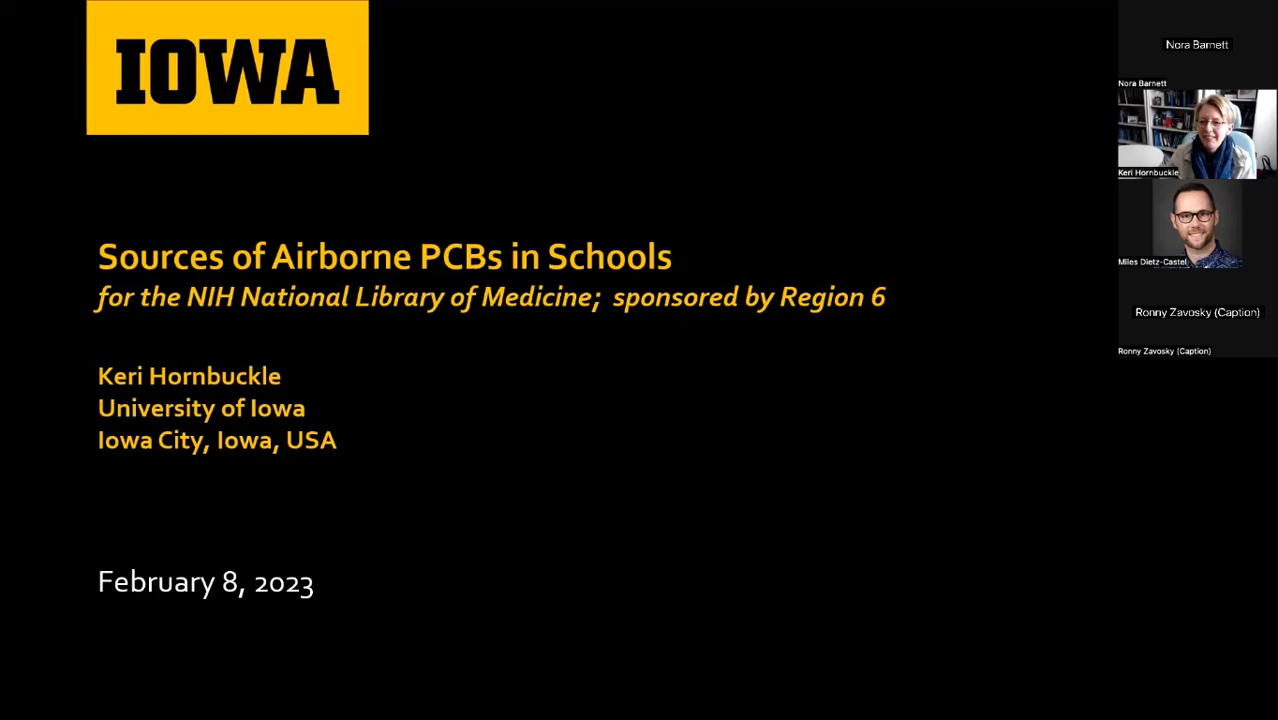 IOWA
Sources of Airborne PCBs in Schools
for the NIH National Library of Medicine; sponsored by Region 6
Keri Hornbuckle
University of Iowa
Iowa City, Iowa, USA
February 8, 2023
Nora Barnett
Nora Barnett
Keri Hornbuckle
Miles Dietz-Castel
Ronny Zavosky (Caption)
Ronny Zavosky (Caption)